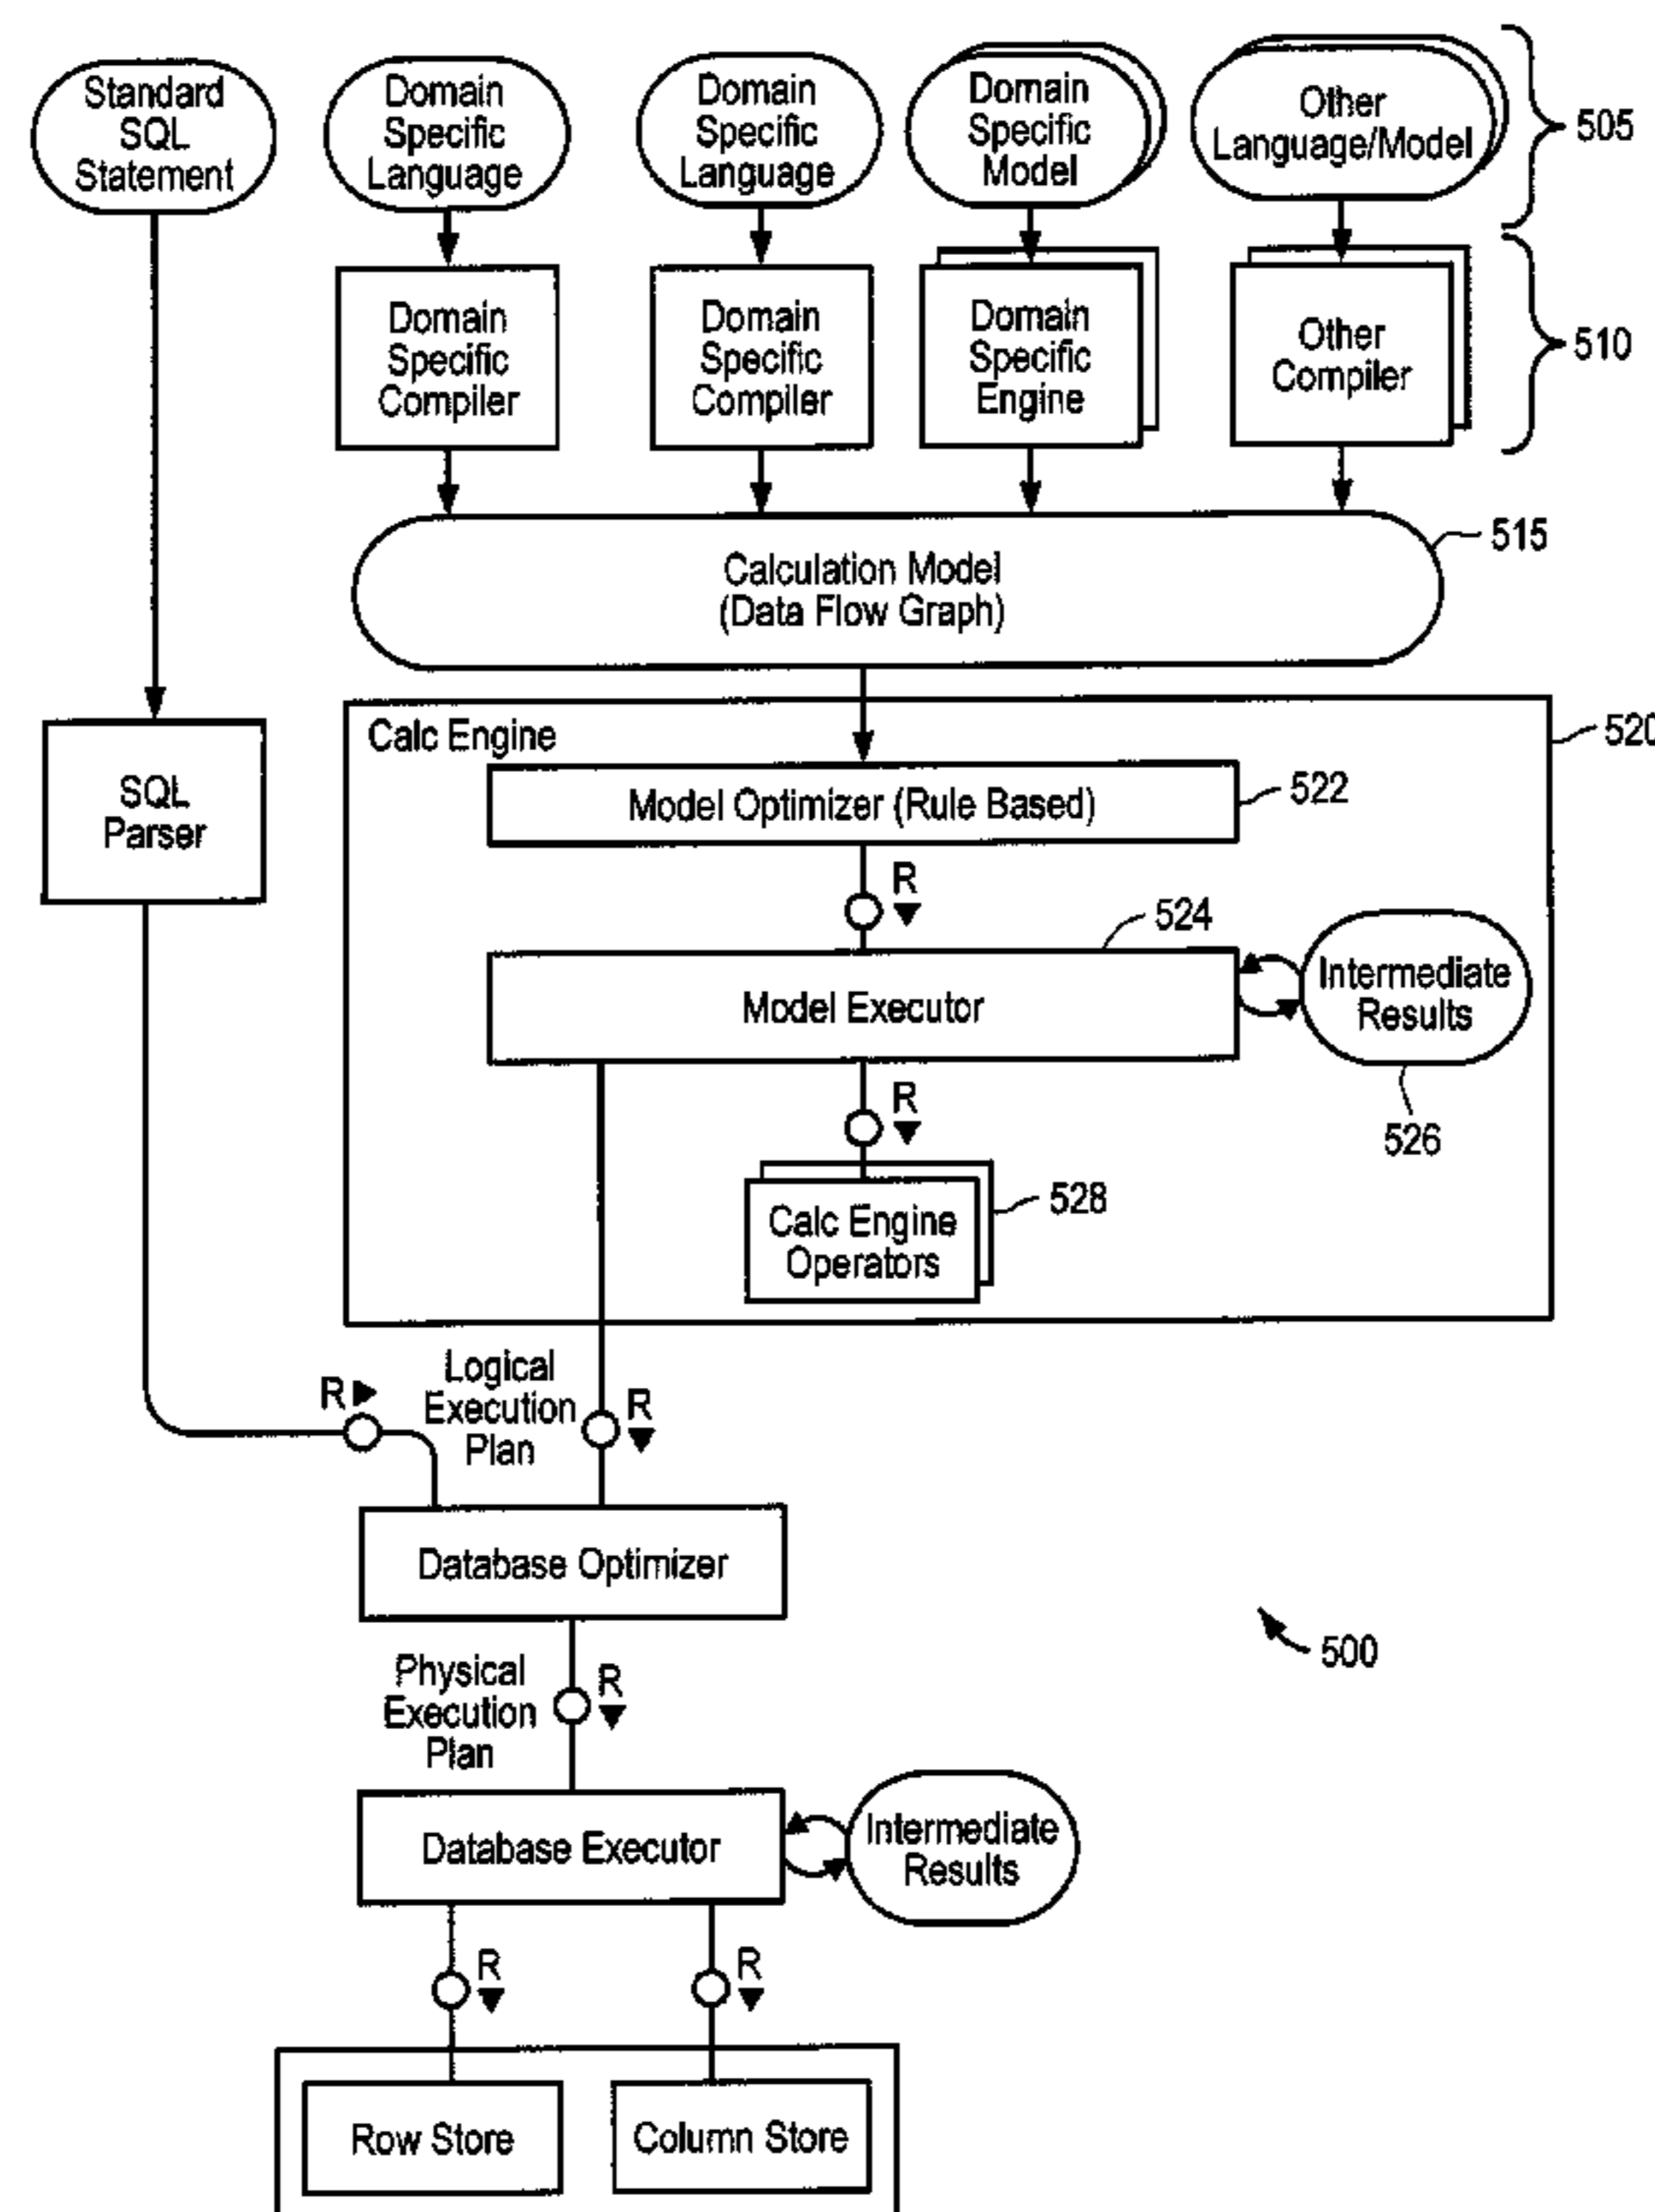 Standard
SQL
Statement
Domain
Specific
Language
Domain
Specific
Language
Domain
Specific
Model
Other
Language/Model
505
Domain
Specific
Compiler
Domain
Specific
Compiler
Domain
Specific
Engine
Other
Compiler
510
Calculation Model
(Data Flow Graph)
515
SQL
Parser
Calc Engine
520
Model Optimizer (Rule Based)
522
R
524
Model Executor
Intermediate
Results
526
R
Calc Engine
Operators
528
R
Logical
Execution
Plan
R
Database Optimizer
500
Physical
Execution
Plan
R
Database Executor
Intermediate
Results
R
R
Row Store
Column Store